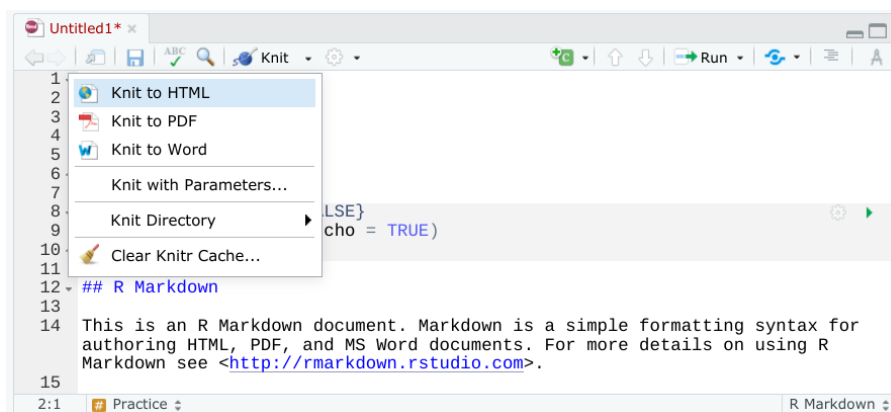 Untitled1* ×
ABC Knit Run
1
2 Knit to HTML
3 Knit to PDF
4
5 Knit to Word
6
7 Knit with Parameters...
8 LSE}
9 Knit Directory cho = TRUE)
10
11 Clear Knitr Cache...
12 ## R Markdown
13
14 This is an R Markdown document. Markdown is a simple formatting syntax for
authoring HTML, PDF, and MS Word documents. For more details on using R
Markdown see <http://rmarkdown.rstudio.com>.
15
2:1 # Practice R Markdown